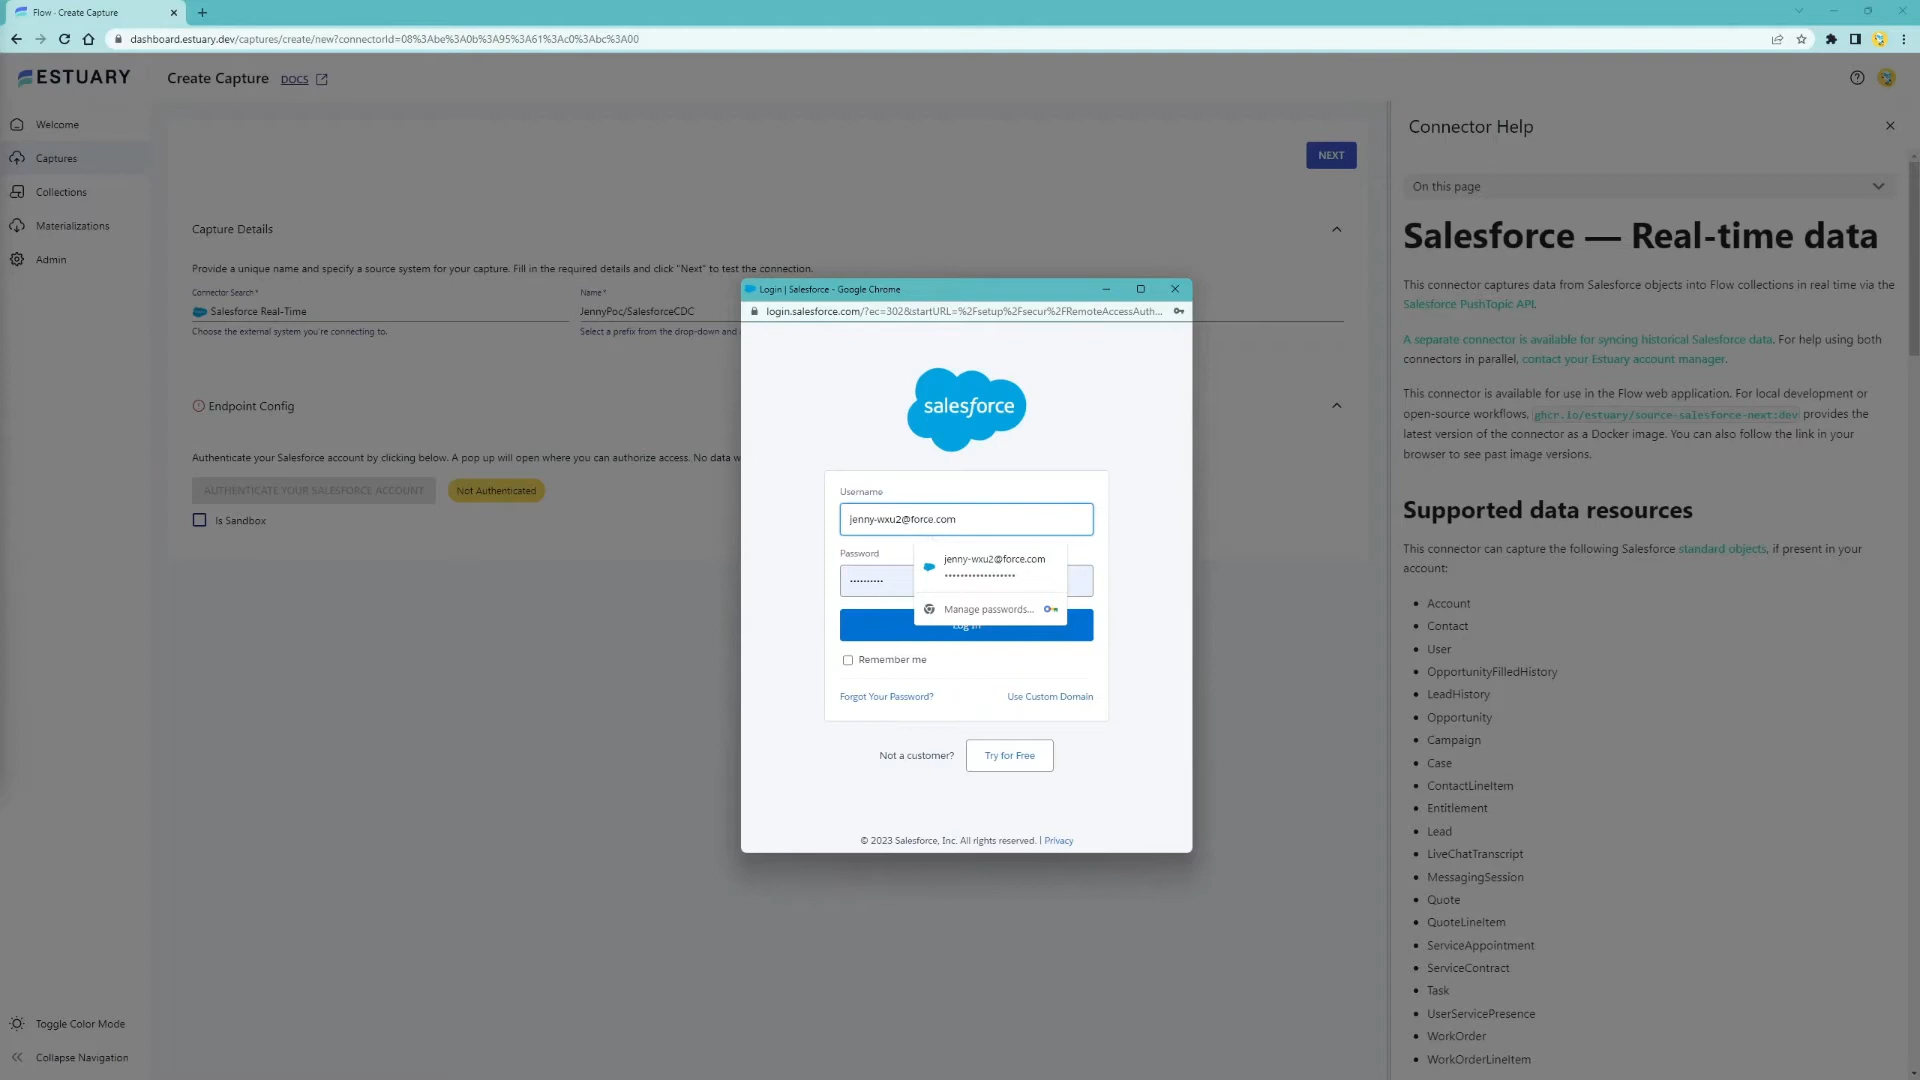 Flow - Create Capture
dashboard.estuary.dev/captures/create/new?connectorId=08%3Abe%3A0b%3A95%3A61%3Ac0%3Abc%3A00
ESTUARY
Create Capture
DOCS
Welcome
Captures
Collections
Materializations
Admin
Toggle Color Mode
Collapse Navigation
NEXT
Capture Details
Provide a unique name and specify a source system for your capture. Fill in the required details and click "Next" to test the connection.
Connector Search*
Salesforce Real-Time
Choose the external system you're connecting to.
Name*
JennyPoc/SalesforceCDC
Select a prefix from the drop-down and
Endpoint Config
Authenticate your Salesforce account by clicking below. A pop up will open where you can authorize access. No data w
AUTHENTICATE YOUR SALESFORCE ACCOUNT
Not Authenticated
Is Sandbox
Login | Salesforce - Google Chrome
login.salesforce.com/?ec=302&startURL=%2Fsetup%2Fsecur%2FRemoteAccessAuth...
salesforce
Username
jenny-wxu2@force.com
Password
••••••••••
jenny-wxu2@force.com
••••••••••••••••••
Manage passwords...
Log In
Remember me
Forgot Your Password?
Use Custom Domain
Not a customer?
Try for Free
© 2023 Salesforce, Inc. All rights reserved. | Privacy
Connector Help
On this page
Salesforce — Real-time data
This connector captures data from Salesforce objects into Flow collections in real time via the
Salesforce PushTopic API.
A separate connector is available for syncing historical Salesforce data. For help using both
connectors in parallel, contact your Estuary account manager.
This connector is available for use in the Flow web application. For local development or
open-source workflows, ghcr.io/estuary/source-salesforce-next:dev provides the
latest version of the connector as a Docker image. You can also follow the link in your
browser to see past image versions.
Supported data resources
This connector can capture the following Salesforce standard objects, if present in your
account:
• Account
• Contact
• User
• OpportunityFilledHistory
• LeadHistory
• Opportunity
• Campaign
• Case
• ContactLineItem
• Entitlement
• Lead
• LiveChatTranscript
• MessagingSession
• Quote
• QuoteLineItem
• ServiceAppointment
• ServiceContract
• Task
• UserServicePresence
• WorkOrder
• WorkOrderLineItem